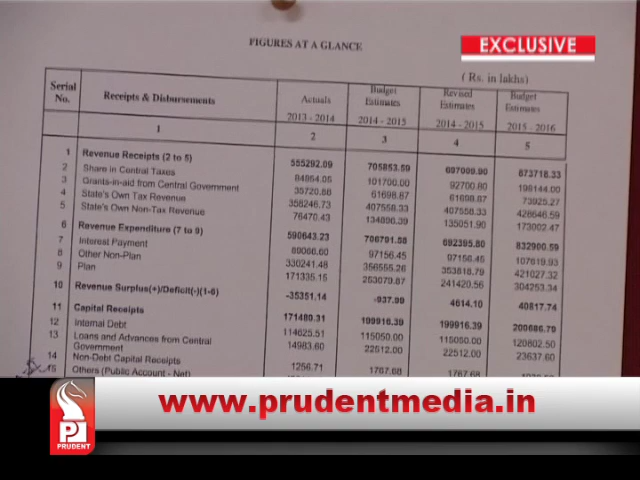 FIGURES AT A GLANCE
EXCLUSIVE
( Rs. in lakhs)
Serial No. Receipts & Disbursements Actuals 2013 - 2014 Budget Estimates 2014 - 2015 Revised Estimates 2014 - 2015 Budget Estimates 2015 - 2016
1 2 3 4 5
1 Revenue Receipts (2 to 5) 555292.09 705853.59 697009.90 873718.33
2 Share in Central Taxes 84854.05 101700.00 92700.80 198144.00
3 Grants-in-aid from Central Government 35720.88 61698.87 61698.87 73925.27
4 State's Own Tax Revenue 358246.73 407558.33 407558.33 428646.59
5 State's Own Non-Tax Revenue 76470.43 134896.39 135051.90 173002.47
6 Revenue Expenditure (7 to 9) 590643.23 706791.58 692395.80 832900.59
7 Interest Payment 89066.60 97156.45 97156.45 107619.93
8 Other Non-Plan 330241.48 356555.26 353818.79 421027.32
9 Plan 171335.15 253079.87 241420.56 304253.34
10 Revenue Surplus(+)/Deficit(-)(1-6) -35351.14 -937.99 4614.10 40817.74
11 Capital Receipts 171480.31 199916.39 199916.39 200686.79
12 Internal Debt 114625.51 115050.00 115050.00 120802.50
13 Loans and Advances from Central Government 14983.60 22512.00 22512.00 23637.60
14 Non-Debt Capital Receipts 1256.71 1767.68 1767.68
15 Others (Public Account - Net)
www.prudentmedia.in
PRUDENT